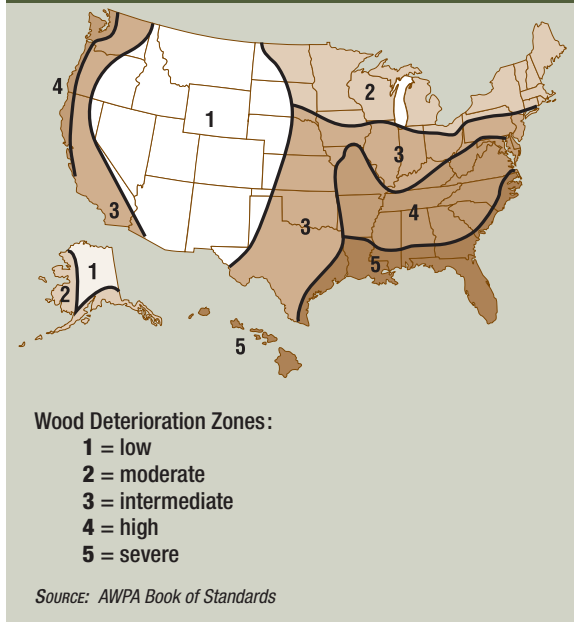 4
1
2
3
3
3
4
5
1
2
5
Wood Deterioration Zones:
1 = low
2 = moderate
3 = intermediate
4 = high
5 = severe
SOURCE: AWPA Book of Standards